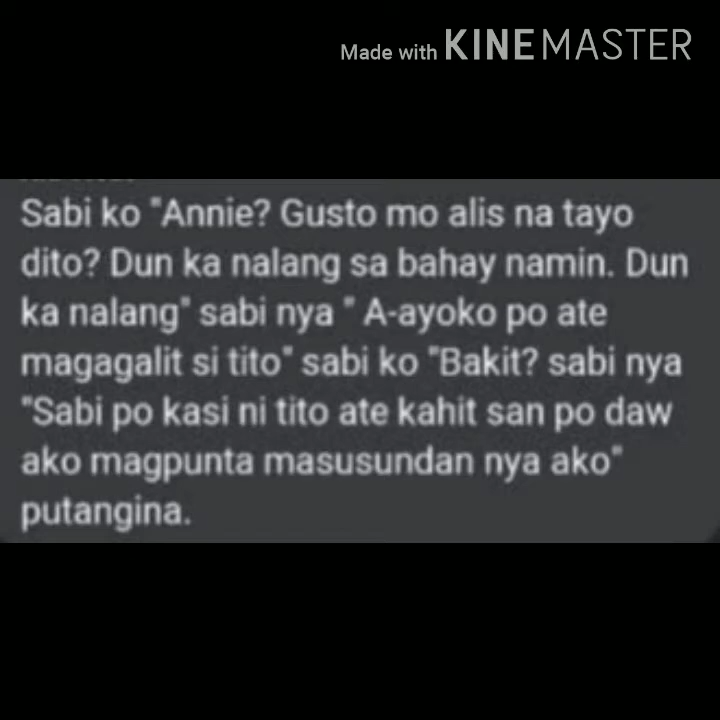 Made with KINEMASTER
Sabi ko "Annie? Gusto mo alis na tayo
dito? Dun ka nalang sa bahay namin. Dun
ka nalang" sabi nya " A-ayoko po ate
magagalit si tito" sabi ko "Bakit? sabi nya
"Sabi po kasi ni tito ate kahit san po daw
ako magpunta masusundan nya ako"
putangina.